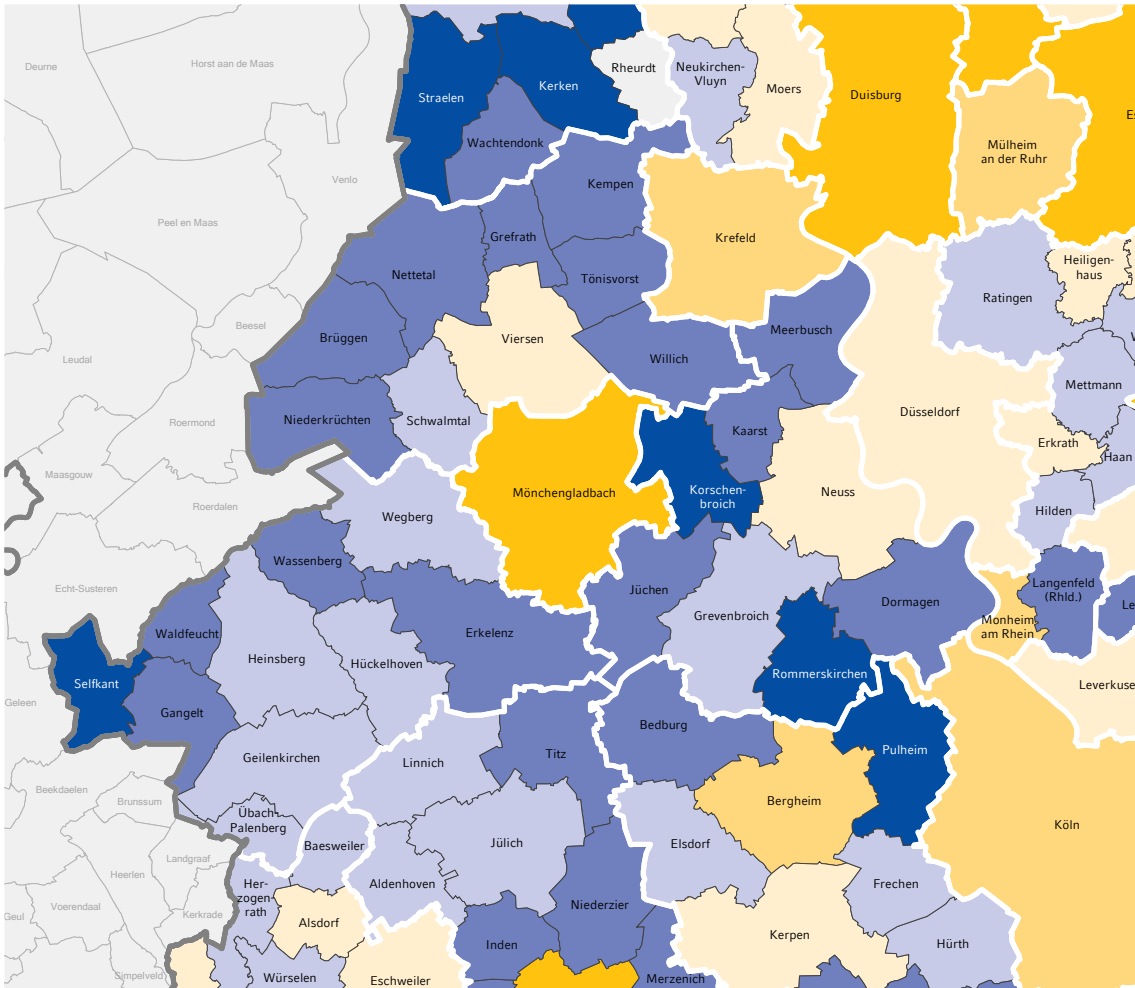 Deurne
Horst aan de Maas
Rheurdt
Neukirchen-
Vluyn
Moers
Duisburg
Straelen
Kerken
Wachtendonk
Mülheim
an der Ruhr
Venlo
Kempen
Peel en Maas
Grefrath
Krefeld
Heiligen-
haus
Nettetal
Tönisvorst
Ratingen
Beesel
Brüggen
Viersen
Meerbusch
Leudal
Willich
Mettmann
Roermond
Niederkrüchten
Schwalmtal
Kaarst
Düsseldorf
Erkrath
Haan
Maasgouw
Mönchengladbach
Korschen-
broich
Neuss
Roerdalen
Wegberg
Hilden
Wassenberg
Echt-Susteren
Jüchen
Dormagen
Langenfeld
(Rhld.)
Le
Waldfeucht
Erkelenz
Grevenbroich
Monheim
am Rhein
Heinsberg
Hückelhoven
Selfkant
Rommerskirchen
Leverkuse
Geleen
Gangelt
Bedburg
Geilenkirchen
Linnich
Titz
Pulheim
Beekdaelen
Brunssum
Bergheim
Übach-
Palenberg
Baesweiler
Jülich
Elsdorf
Köln
Landgraaf
Heerlen
Her-
zogen-
rath
Aldenhoven
Frechen
Voerendaal
Niederzier
Geul
Kerkrade
Alsdorf
Inden
Kerpen
Hürth
Simpelveld
Würselen
Eschweiler
Merzenich